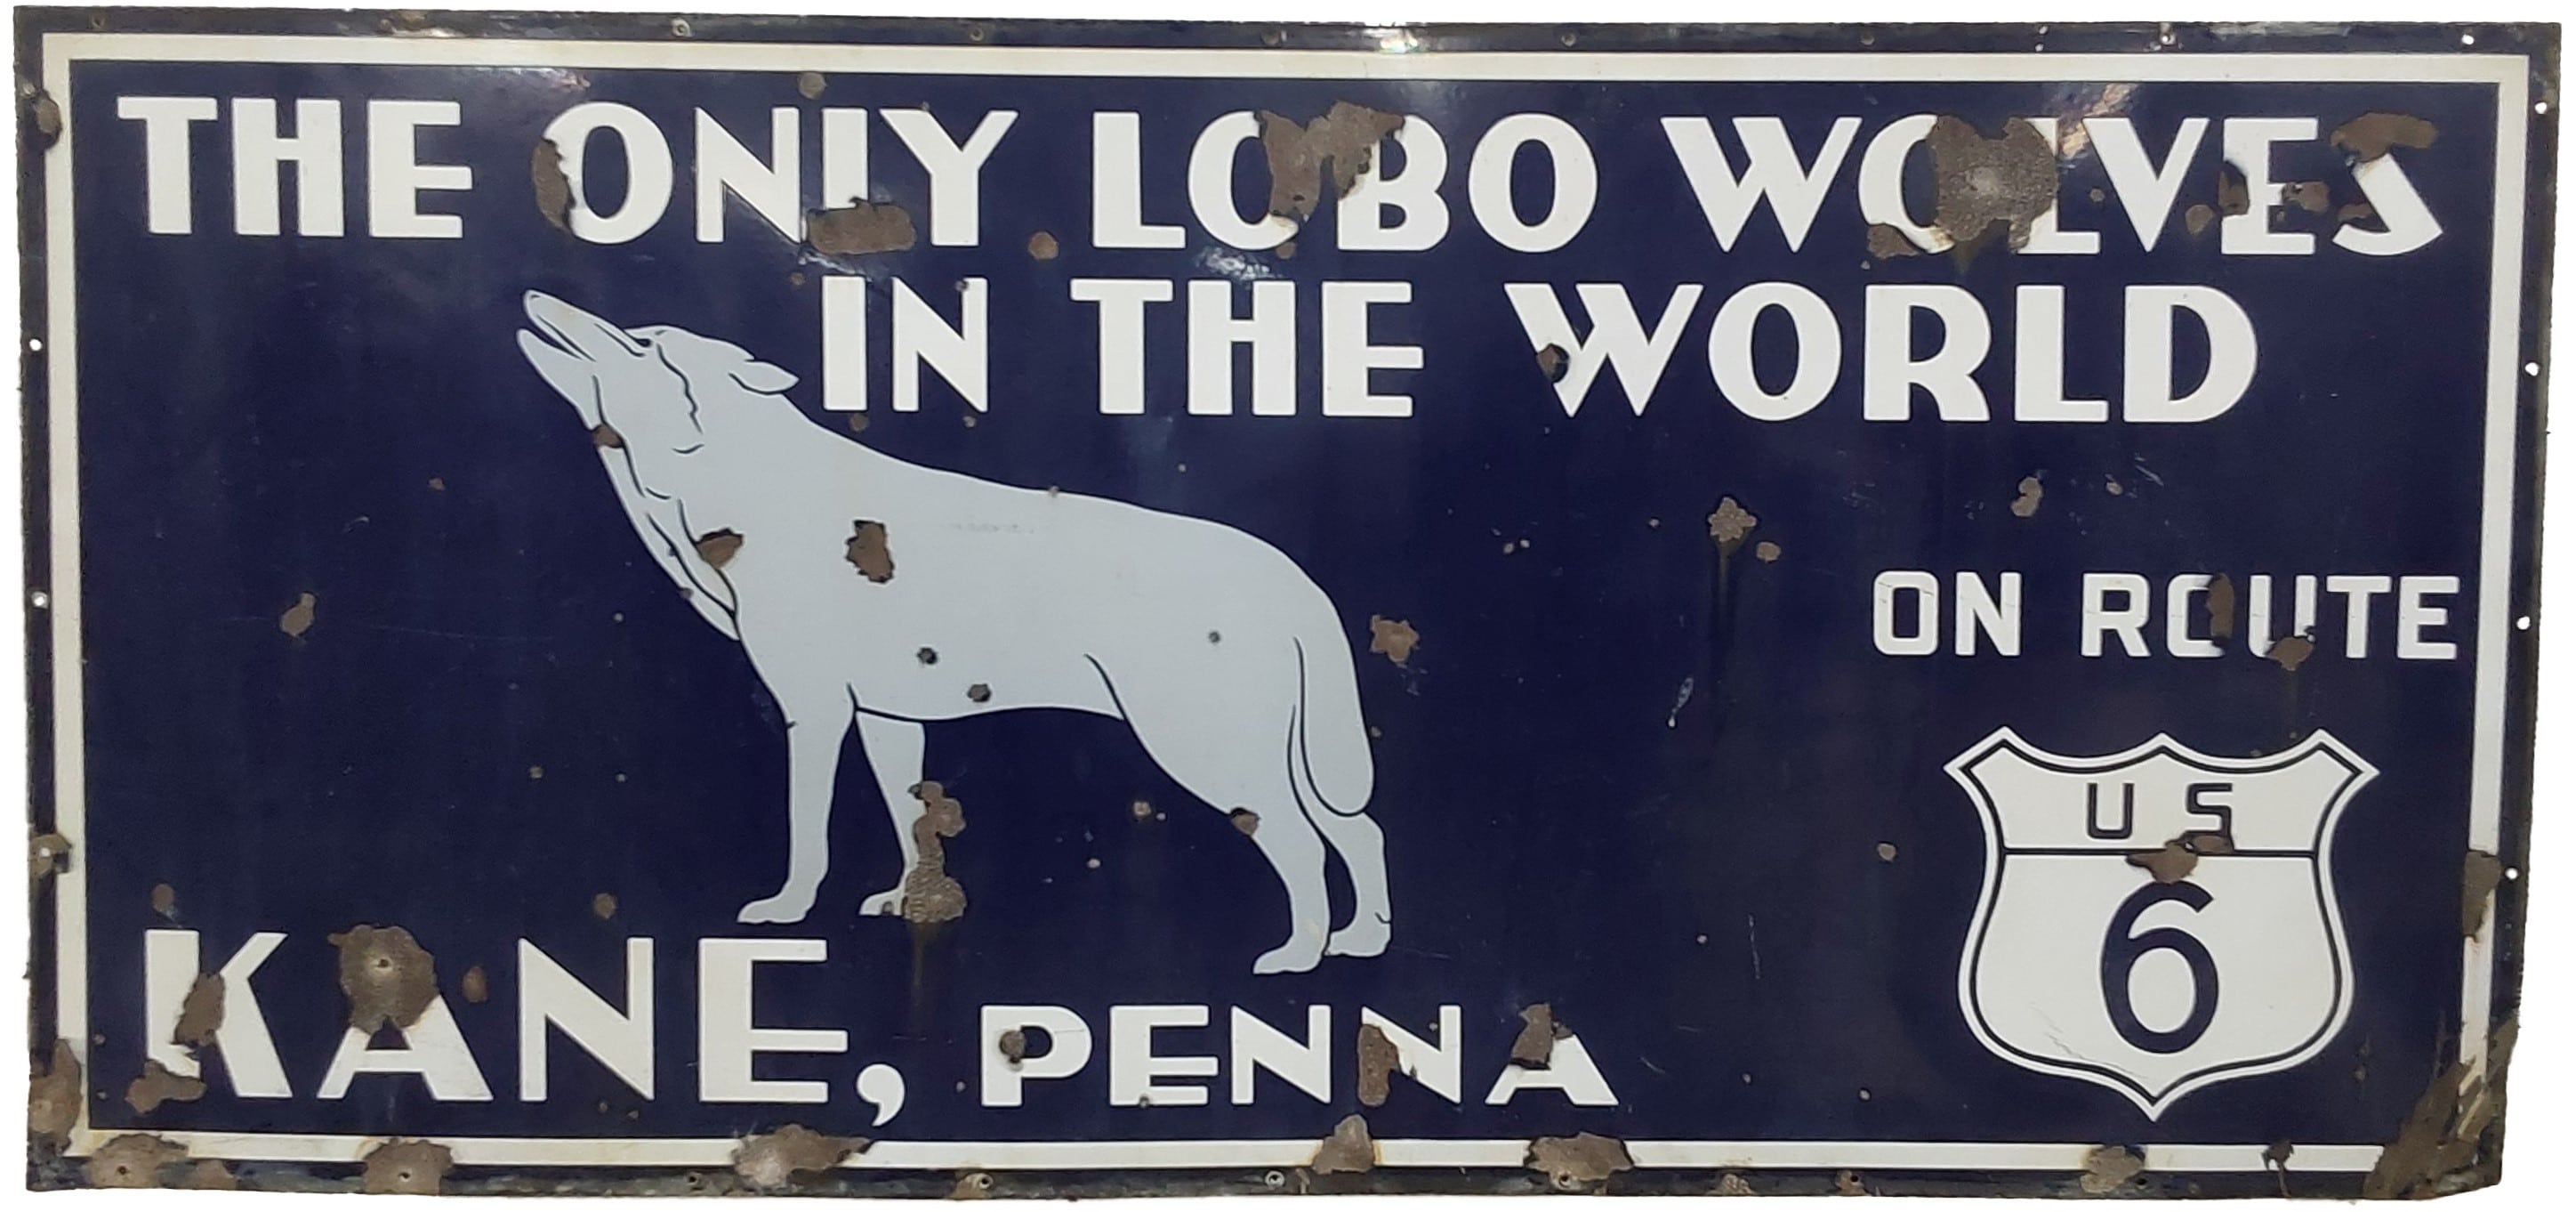 THE ONLY LOBO WOLVES
IN THE WORLD
ON ROUTE
US
6
KANE, PENNA